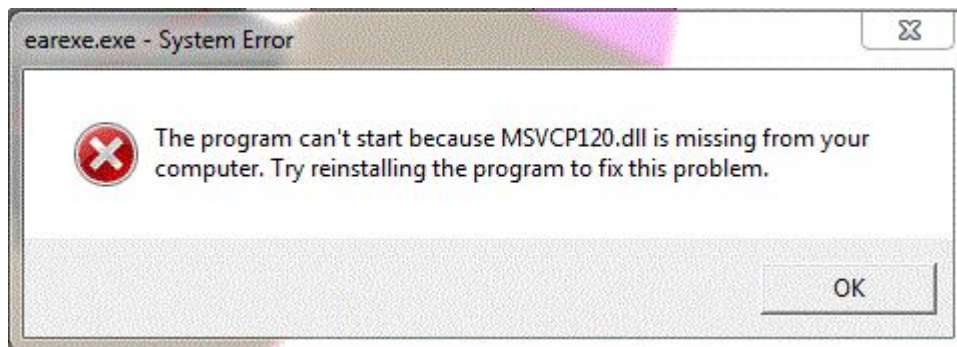 earexe.exe - System Error
The program can't start because MSVCP120.dll is missing from your
computer. Try reinstalling the program to fix this problem.
OK